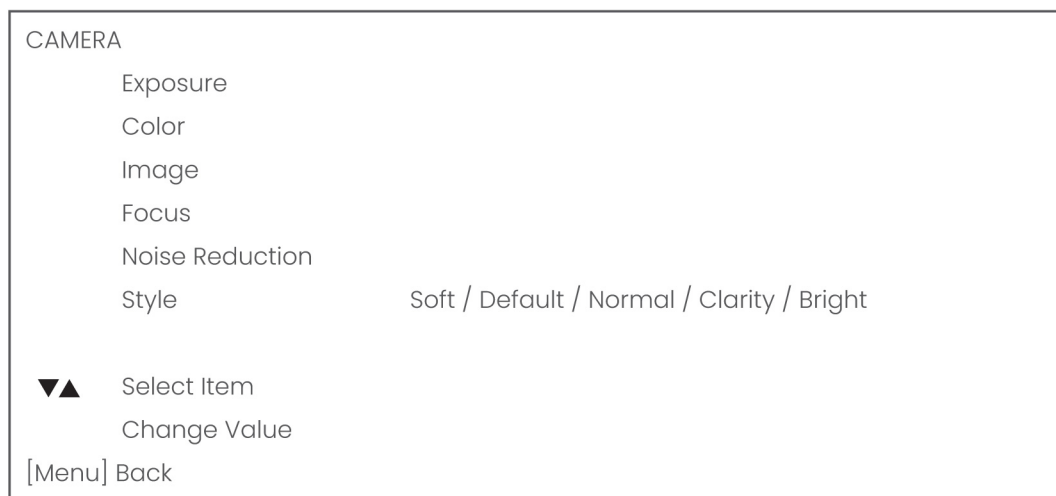 CAMERA
Exposure
Color
Image
Focus
Noise Reduction
Style Soft / Default / Normal / Clarity / Bright
▼▲ Select Item
Change Value
[Menu] Back